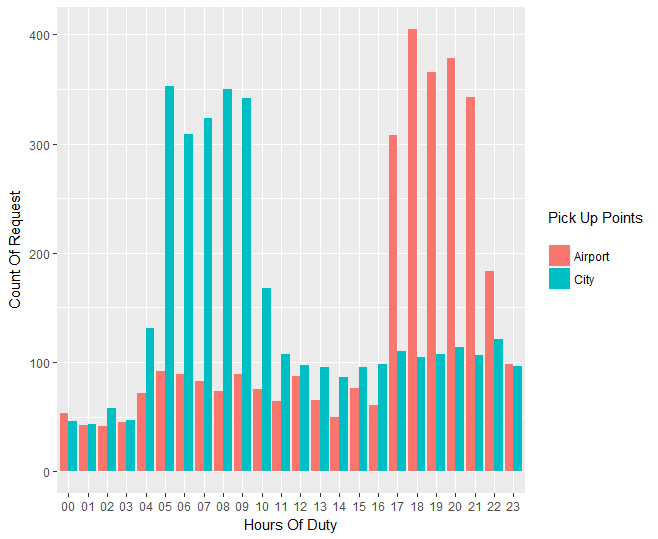 400
300
200
100
0
Count Of Request
00 01 02 03 04 05 06 07 08 09 10 11 12 13 14 15 16 17 18 19 20 21 22 23
Hours Of Duty
Pick Up Points
Airport
City